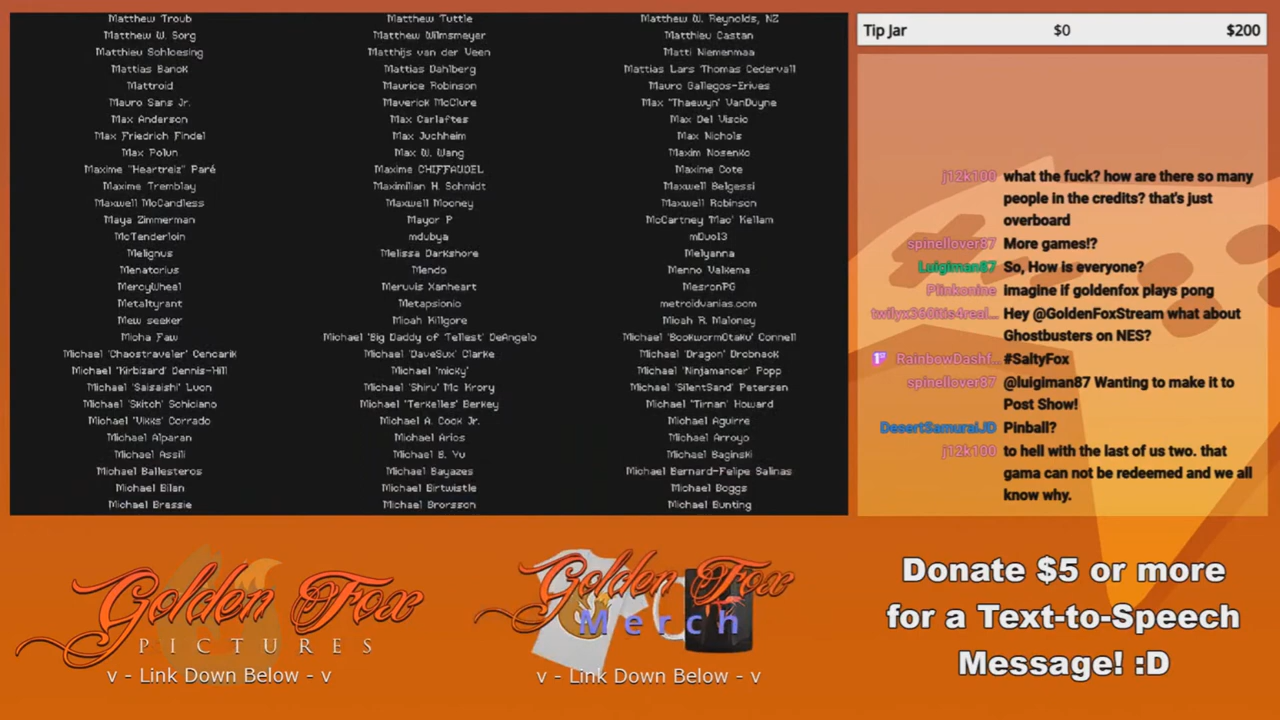 Matthew Troub Matthew Tuttle Matthew W. Reynolds, NZ
Matthew W. Sorg Matthew Wilmsmeyer Matthieu Castan
Matthieu Schloesing Matthijs van der Veen Matti Niemenmaa
Mattias Banck Mattias Dahlberg Mattias Lars Thomas Cedervall
Mattroid Maurice Robinson Mauro Gallegos-Erives
Mauro Sans Jr. Maverick McClure Max "Thaewyn" VanDuyne
Max Anderson Max Carlaftes Max Del Viscio
Max Friedrich Findel Max Juchheim Max Nichols
Max Polun Max W. Wang Maxim Nosenko
Maxime "Heartreiz" Paré Maxime CHIFFAUDEL Maxime Cote
Maxime Tremblay Maximilian H. Schmidt Maxwell Belgessi
Maxwell McCandless Maxwell Mooney Maxwell Robinson
Maya Zimmerman Mayor P McCartney 'Mac' Kellam
McTenderloin mdubya mDuo13
Melignus Melissa Darkshore Melyanna
Menatorius Mendo Menno Valkema
MercyWheel Meruvis Xanheart MesronPG
Metaltyrant Metapsionic metroidvanias.com
Mew seeker Micah Killgore Micah R. Maloney
Micha Faw Michael 'Big Daddy of 'Tellest' DeAngelo Michael 'BookwormOtaku' Connell
Michael 'Chaostraveler' Cencarik Michael 'DaveSux' Clarke Michael 'Dragon' Drobnack
Michael 'Kirbizard' Dennis-Hill Michael 'micky' Michael 'Ninjamancer' Popp
Michael 'Saisaishi' Luon Michael 'Shiru' Mc Krory Michael 'SilentSand' Petersen
Michael 'Skitch' Schiciano Michael 'Terkelles' Berkey Michael 'Tirnan' Howard
Michael 'Vikks' Corrado Michael A. Cook Jr. Michael Aguirre
Michael Alparan Michael Arios Michael Arroyo
Michael Assili Michael B. Yu Michael Baginski
Michael Ballesteros Michael Bayazes Michael Bernard-Felipe Salinas
Michael Bilan Michael Birtwistle Michael Boggs
Michael Bressie Michael Brorsson Michael Bunting
Tip Jar $0 $200
j12k100 what the fuck? how are there so many
people in the credits? that's just
overboard
spinellover87 More games!?
Luigiman87 So, How is everyone?
Plinkonine imagine if goldenfox plays pong
twilyx360itis4real... Hey @GoldenFoxStream what about
Ghostbusters on NES?
RainbowDashf... #SaltyFox
spinellover87 @luigiman87 Wanting to make it to
Post Show!
DesertSamuraiJD Pinball?
j12k100 to hell with the last of us two. that
gama can not be redeemed and we all
know why.
Golden Fox
PICTURES
v - Link Down Below - v
Golden Fox
Merch
v - Link Down Below - v
Donate $5 or more
for a Text-to-Speech
Message! :D